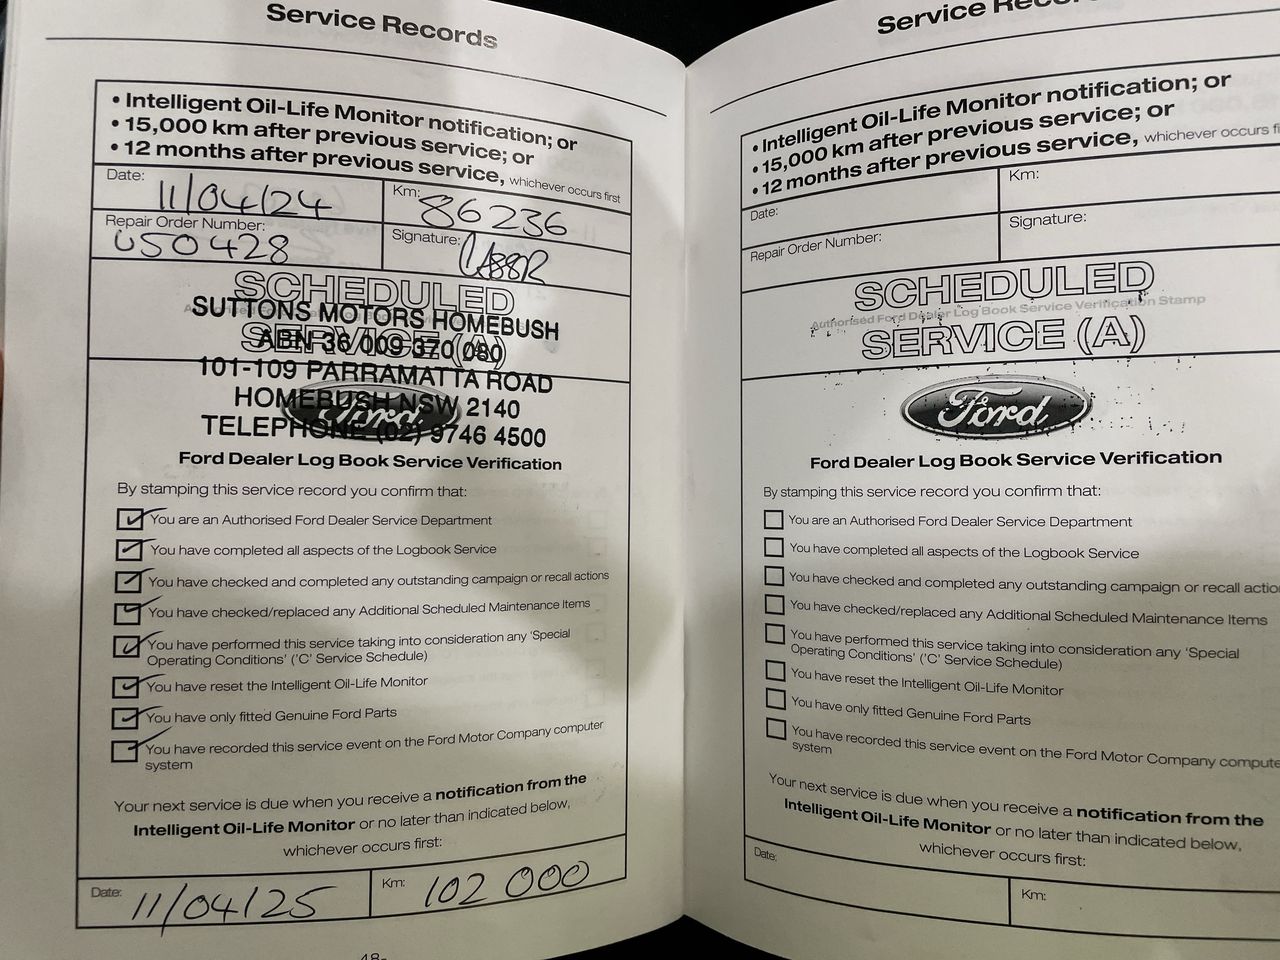 Service Records
• Intelligent Oil-Life Monitor notification; or
• 15,000 km after previous service; or
• 12 months after previous service, whichever occurs first
Date: 11/04/24
Km: 86236
Repair Order Number: U50428
Signature:
SCHEDULED
SERVICE (A)
SUTTONS MOTORS HOMEBUSH
ABN 36 009 370 080
101-109 PARRAMATTA ROAD
HOMEBUSH NSW 2140
TELEPHONE (02) 9746 4500
Ford
Ford Dealer Log Book Service Verification
By stamping this service record you confirm that:
You are an Authorised Ford Dealer Service Department
You have completed all aspects of the Logbook Service
You have checked and completed any outstanding campaign or recall actions
You have checked/replaced any Additional Scheduled Maintenance Items
You have performed this service taking into consideration any 'Special
Operating Conditions' ('C' Service Schedule)
You have reset the Intelligent Oil-Life Monitor
You have only fitted Genuine Ford Parts
You have recorded this service event on the Ford Motor Company computer
system
Your next service is due when you receive a notification from the
Intelligent Oil-Life Monitor or no later than indicated below,
whichever occurs first:
Date: 11/04/25
Km: 102 000
Service
• Intelligent Oil-Life Monitor notification; or
• 15,000 km after previous service; or
• 12 months after previous service, whichever occurs
Date:
Km:
Repair Order Number:
Signature:
SCHEDULED
Authorised Ford Dealer Log Book Service Verification Stamp
SERVICE (A)
Ford
Ford Dealer Log Book Service Verification
By stamping this service record you confirm that:
You are an Authorised Ford Dealer Service Department
You have completed all aspects of the Logbook Service
You have checked and completed any outstanding campaign or recall actio
You have checked/replaced any Additional Scheduled Maintenance Items
You have performed this service taking into consideration any 'Special
Operating Conditions' ('C' Service Schedule)
You have reset the Intelligent Oil-Life Monitor
You have only fitted Genuine Ford Parts
You have recorded this service event on the Ford Motor Company compute
system
Your next service is due when you receive a notification from the
Intelligent Oil-Life Monitor or no later than indicated below,
whichever occurs first:
Date:
Km: